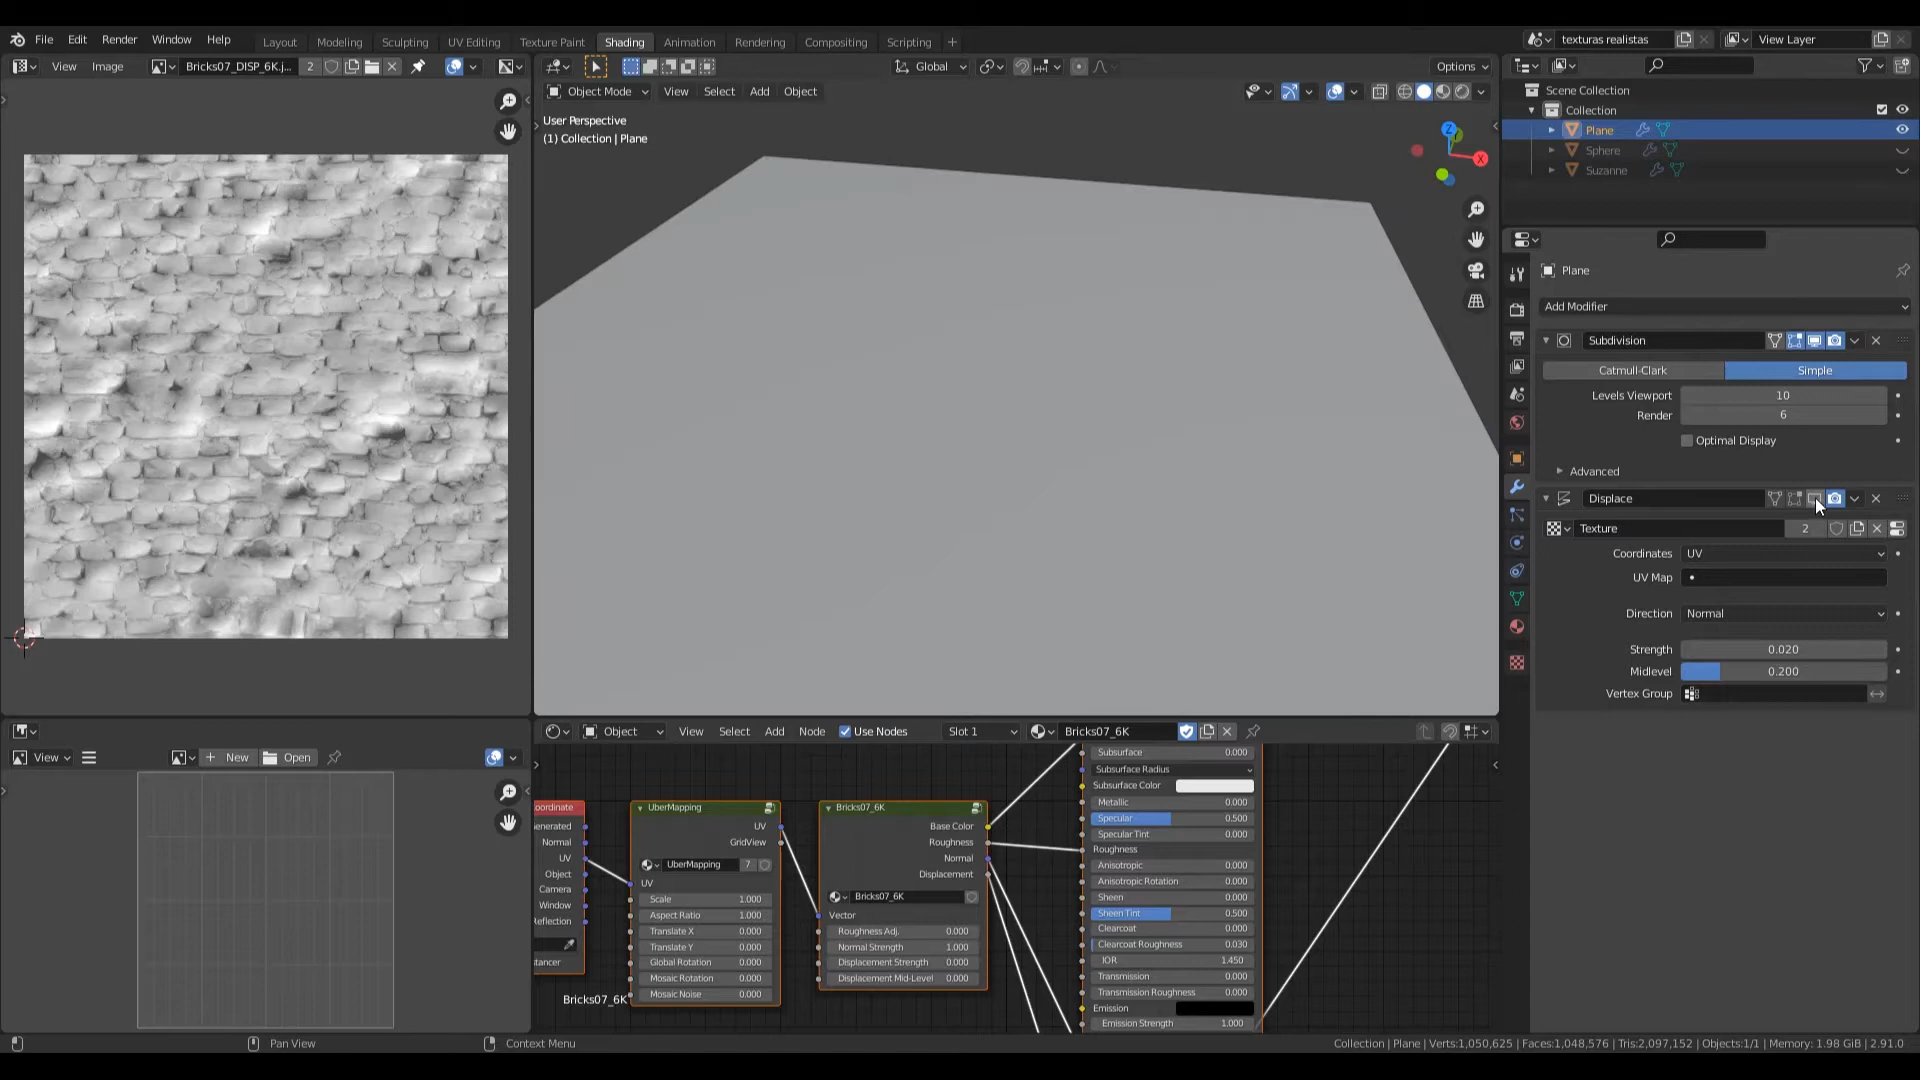 File Edit Render Window Help
Layout Modeling Sculpting UV Editing Texture Paint Shading Animation Rendering Compositing Scripting +
texturas realistas
View Layer
View Image
Bricks07_DISP_6K.j...
2
Global
Options
Object Mode View Select Add Object
User Perspective
(1) Collection | Plane
Z
X
Scene Collection
Collection
Plane
Sphere
Suzanne
Plane
Add Modifier
Subdivision
Catmull-Clark Simple
Levels Viewport 10
Render 6
Optimal Display
Advanced
Displace
Texture 2
Coordinates UV
UV Map
Direction Normal
Strength 0.020
Midlevel 0.200
Vertex Group
View
+ New Open
Object View Select Add Node Use Nodes Slot 1 Bricks07_6K
oordinate
enerated
Normal
UV
Object
Camera
Window
Reflection
stancer
UberMapping
UV
GridView
UberMapping 7
UV
Scale 1.000
Aspect Ratio 1.000
Translate X 0.000
Translate Y 0.000
Global Rotation 0.000
Mosaic Rotation 0.000
Mosaic Noise 0.000
Bricks07_6K
Bricks07_6K
Base Color
Roughness
Normal
Displacement
Bricks07_6K
Vector
Roughness Adj. 0.000
Normal Strength 1.000
Displacement Strength 0.000
Displacement Mid-Level 0.000
Subsurface 0.000
Subsurface Radius
Subsurface Color
Metallic 0.000
Specular 0.500
Specular Tint 0.000
Roughness
Anisotropic 0.000
Anisotropic Rotation 0.000
Sheen 0.000
Sheen Tint 0.500
Clearcoat 0.000
Clearcoat Roughness 0.030
IOR 1.450
Transmission 0.000
Transmission Roughness 0.000
Emission
Emission Strength 1.000
Pan View
Context Menu
Collection | Plane | Verts:1,050,625 | Faces:1,048,576 | Tris:2,097,152 | Objects:1/1 | Memory: 1.98 GiB | 2.91.0